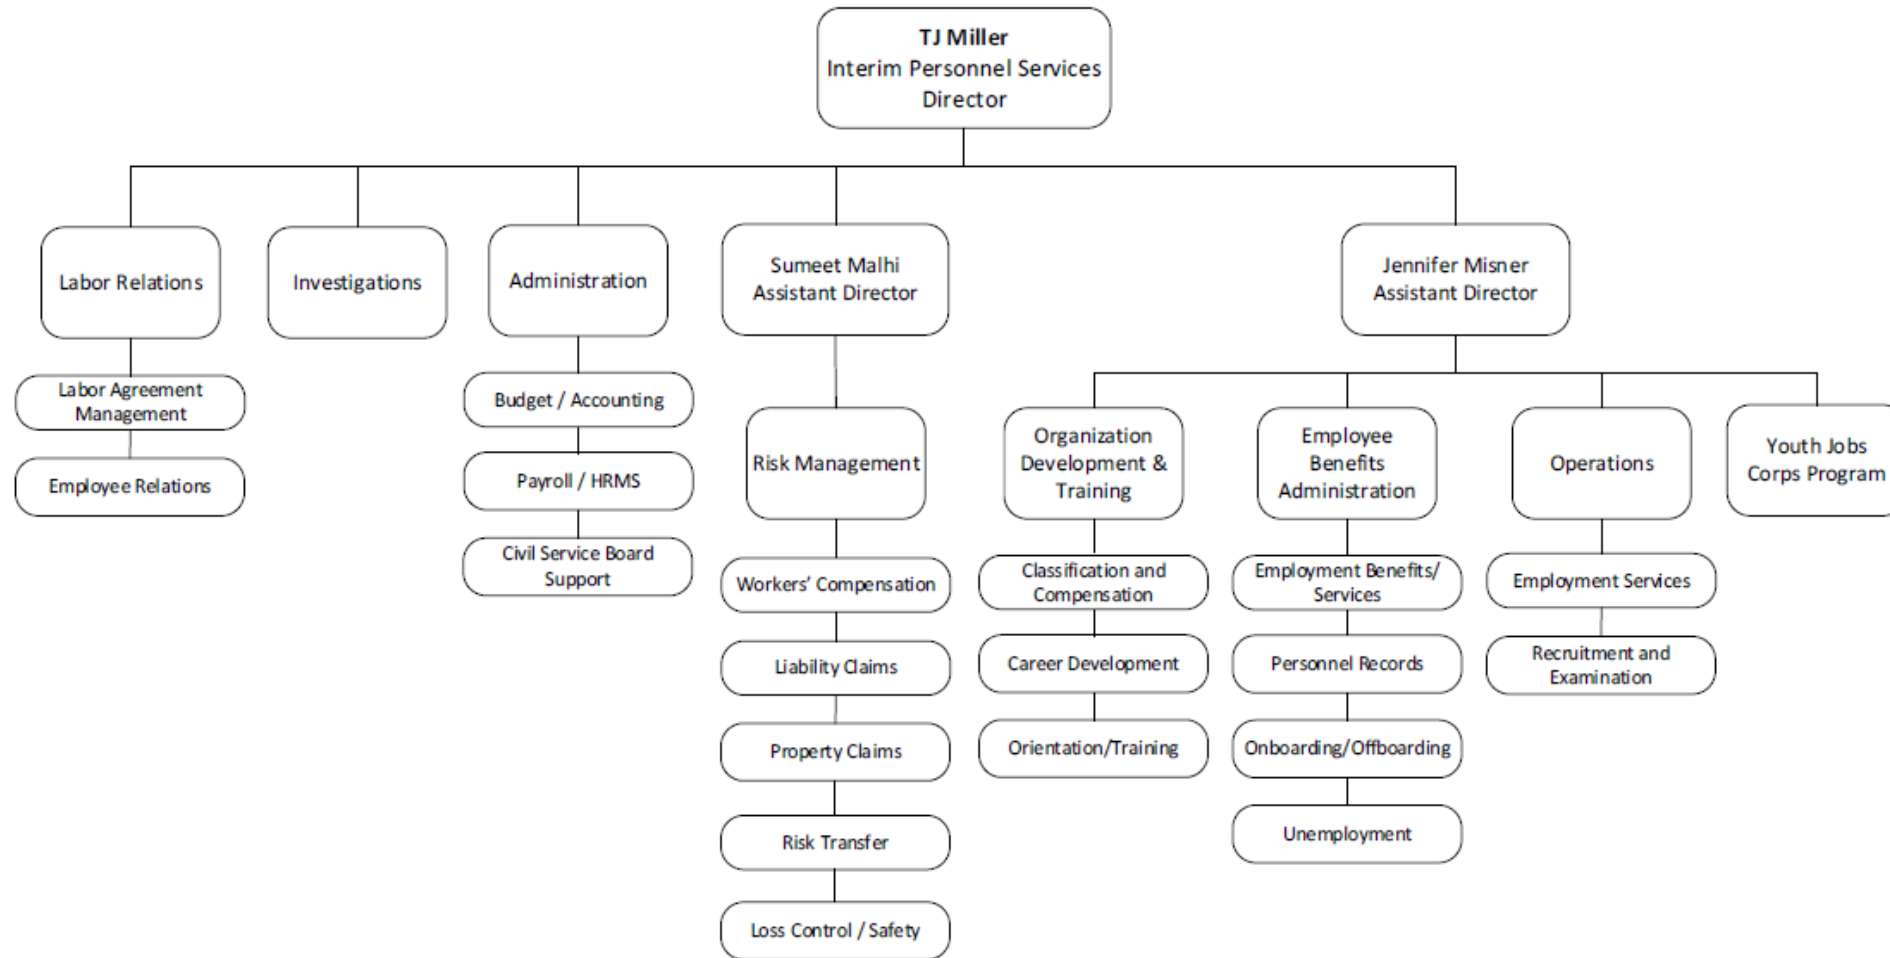 TJ Miller
Interim Personnel Services
Director
Labor Relations
Investigations
Administration
Sumeet Malhi
Assistant Director
Jennifer Misner
Assistant Director
Labor Agreement
Management
Employee Relations
Budget / Accounting
Payroll / HRMS
Civil Service Board
Support
Risk Management
Workers' Compensation
Liability Claims
Property Claims
Risk Transfer
Loss Control / Safety
Organization
Development &
Training
Classification and
Compensation
Career Development
Orientation/Training
Employee
Benefits
Administration
Employment Benefits/
Services
Personnel Records
Onboarding/Offboarding
Unemployment
Operations
Employment Services
Recruitment and
Examination
Youth Jobs
Corps Program